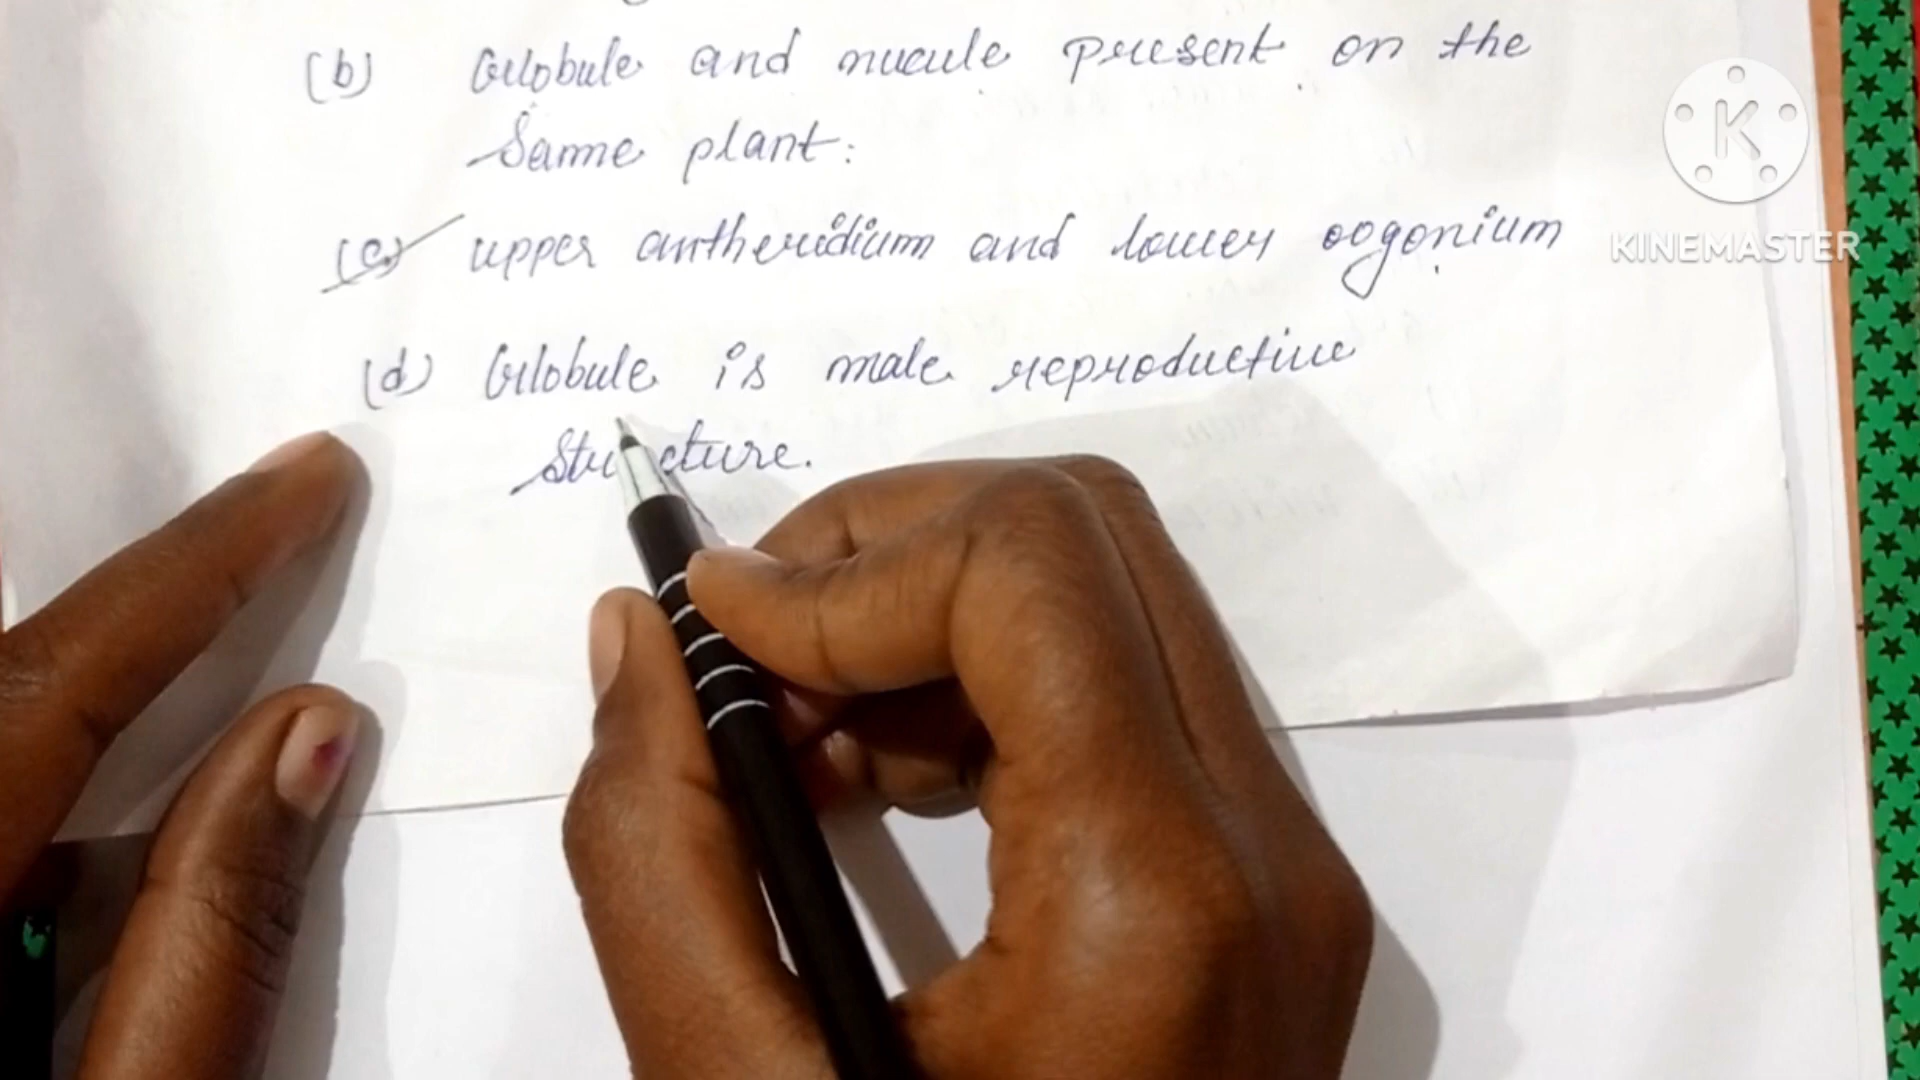 (b) Globule and nucule present on the
Same plant.
(c) upper antheridium and lower oogonium
(d) Globule is male reproductive
Structure.
K
KINEMASTER